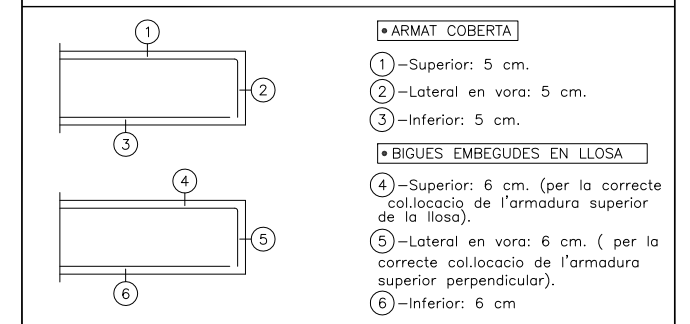 • ARMAT COBERTA
1 -Superior: 5 cm.
2 -Lateral en vora: 5 cm.
3 -Inferior: 5 cm.
• BIGUES EMBEGUDES EN LLOSA
4 -Superior: 6 cm. (per la correcte
col.locacio de l'armadura superior
de la llosa).
5 -Lateral en vora: 6 cm. ( per la
correcte col.locacio de l'armadura
superior perpendicular).
6 -Inferior: 6 cm
1
2
3
4
5
6